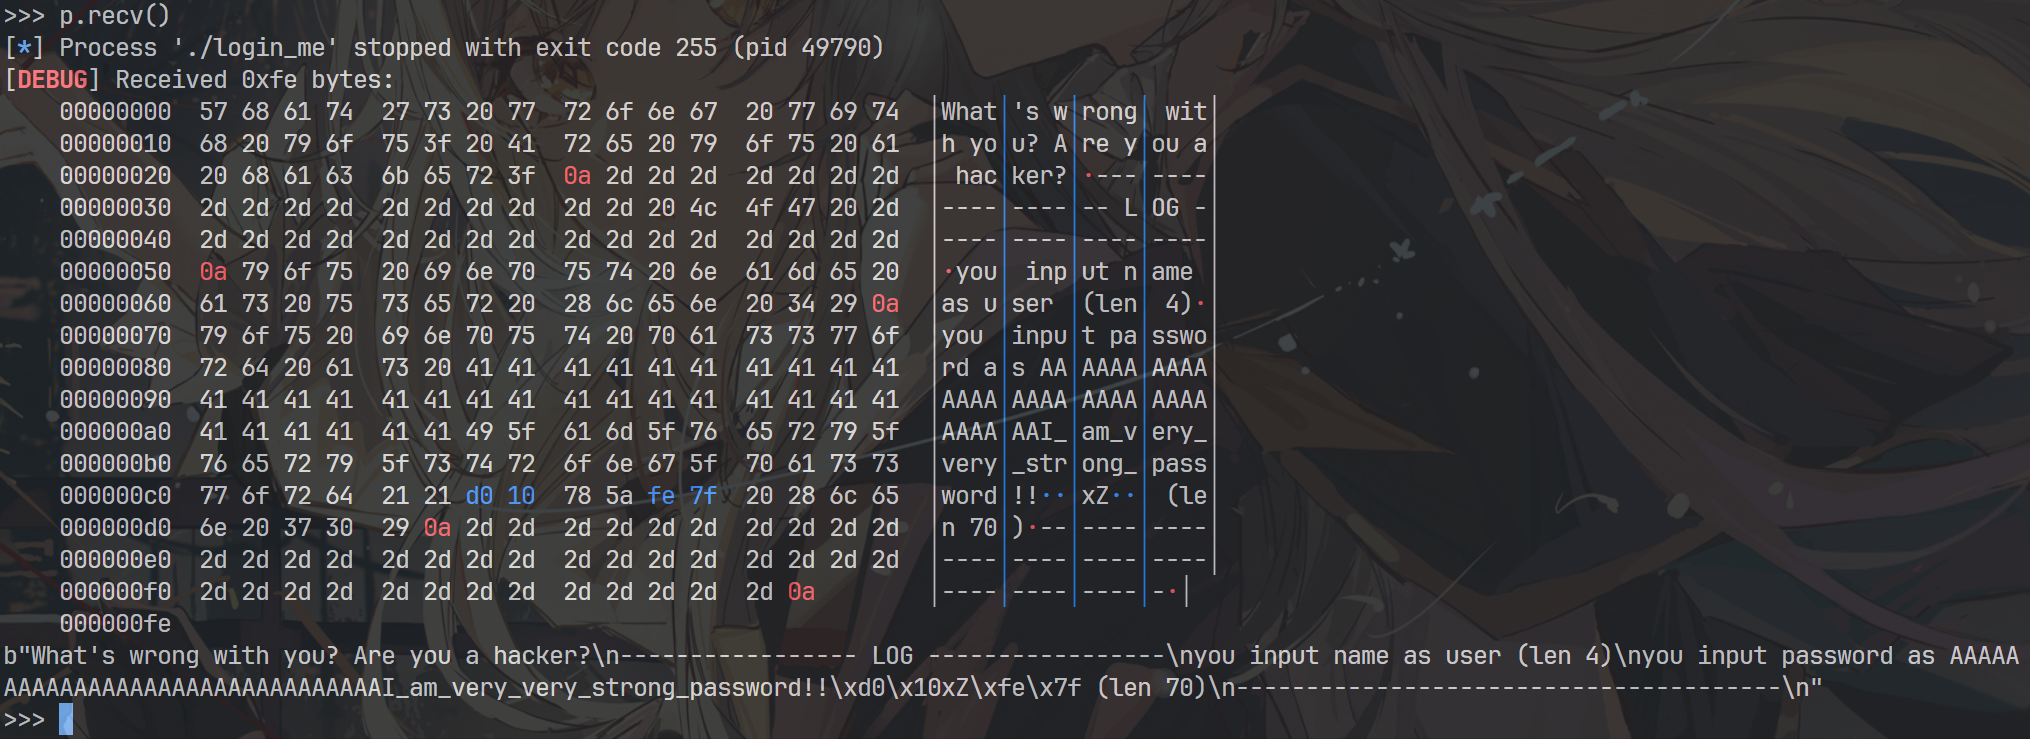 >>> p.recv()
[*] Process './login_me' stopped with exit code 255 (pid 49790)
[DEBUG] Received 0xfe bytes:
    00000000  57 68 61 74  27 73 20 77  72 6f 6e 67  20 77 69 74  │What│'s w│rong│ wit│
    00000010  68 20 79 6f  75 3f 20 41  72 65 20 79  6f 75 20 61  │h yo│u? A│re y│ou a│
    00000020  20 68 61 63  6b 65 72 3f  0a 2d 2d 2d  2d 2d 2d 2d  │ hac│ker?│·---│----│
    00000030  2d 2d 2d 2d  2d 2d 2d 2d  2d 2d 20 4c  4f 47 20 2d  │----│----│-- L│OG -│
    00000040  2d 2d 2d 2d  2d 2d 2d 2d  2d 2d 2d 2d  2d 2d 2d 2d  │----│----│----│----│
    00000050  0a 79 6f 75  20 69 6e 70  75 74 20 6e  61 6d 65 20  │·you│ inp│ut n│ame │
    00000060  61 73 20 75  73 65 72 20  28 6c 65 6e  20 34 29 0a  │as u│ser │(len│ 4)·│
    00000070  79 6f 75 20  69 6e 70 75  74 20 70 61  73 73 77 6f  │you │inpu│t pa│sswo│
    00000080  72 64 20 61  73 20 41 41  41 41 41 41  41 41 41 41  │rd a│s AA│AAAA│AAAA│
    00000090  41 41 41 41  41 41 41 41  41 41 41 41  41 41 41 41  │AAAA│AAAA│AAAA│AAAA│
    000000a0  41 41 41 41  41 41 49 5f  61 6d 5f 76  65 72 79 5f  │AAAA│AAI_│am_v│ery_│
    000000b0  76 65 72 79  5f 73 74 72  6f 6e 67 5f  70 61 73 73  │very│_str│ong_│pass│
    000000c0  77 6f 72 64  21 21 d0 10  78 5a fe 7f  20 28 6c 65  │word│!!··│xZ··│ (le│
    000000d0  6e 20 37 30  29 0a 2d 2d  2d 2d 2d 2d  2d 2d 2d 2d  │n 70│)·--│----│----│
    000000e0  2d 2d 2d 2d  2d 2d 2d 2d  2d 2d 2d 2d  2d 2d 2d 2d  │----│----│----│----│
    000000f0  2d 2d 2d 2d  2d 2d 2d 2d  2d 2d 2d 2d  2d 0a        │----│----│----│-·│
    000000fe
b"What's wrong with you? Are you a hacker?\n----------------- LOG -----------------\nyou input name as user (len 4)\nyou input password as AAAAA
AAAAAAAAAAAAAAAAAAAAAAAAAAAI_am_very_very_strong_password!!\xd0\x10xZ\xfe\x7f (len 70)\n---------------------------------------\n"
>>>